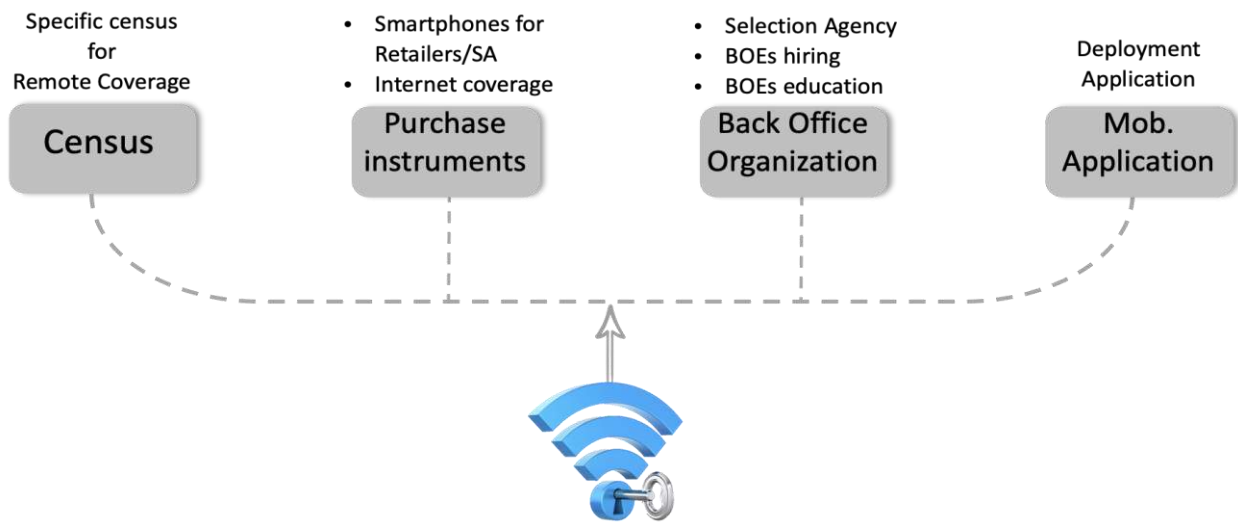 Specific census
for
Remote Coverage
Census
• Smartphones for
Retailers/SA
• Internet coverage
Purchase
instruments
• Selection Agency
• BOEs hiring
• BOEs education
Back Office
Organization
Deployment
Application
Mob.
Application